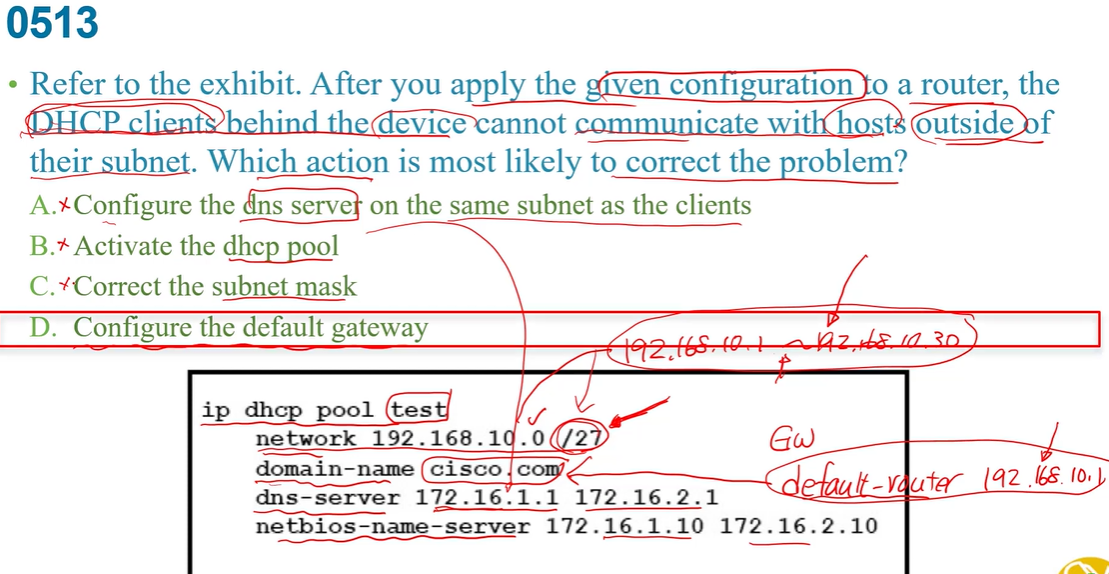 0513
• Refer to the exhibit. After you apply the given configuration to a router, the
DHCP clients behind the device cannot communicate with hosts outside of
their subnet. Which action is most likely to correct the problem?
A. Configure the dns server on the same subnet as the clients
B. Activate the dhcp pool
C. Correct the subnet mask
D. Configure the default gateway
192.168.10.1 ~ 192.168.10.30
ip dhcp pool test
network 192.168.10.0 /27
GW
domain-name cisco.com
default-router 192.168.10.1
dns-server 172.16.1.1 172.16.2.1
netbios-name-server 172.16.1.10 172.16.2.10